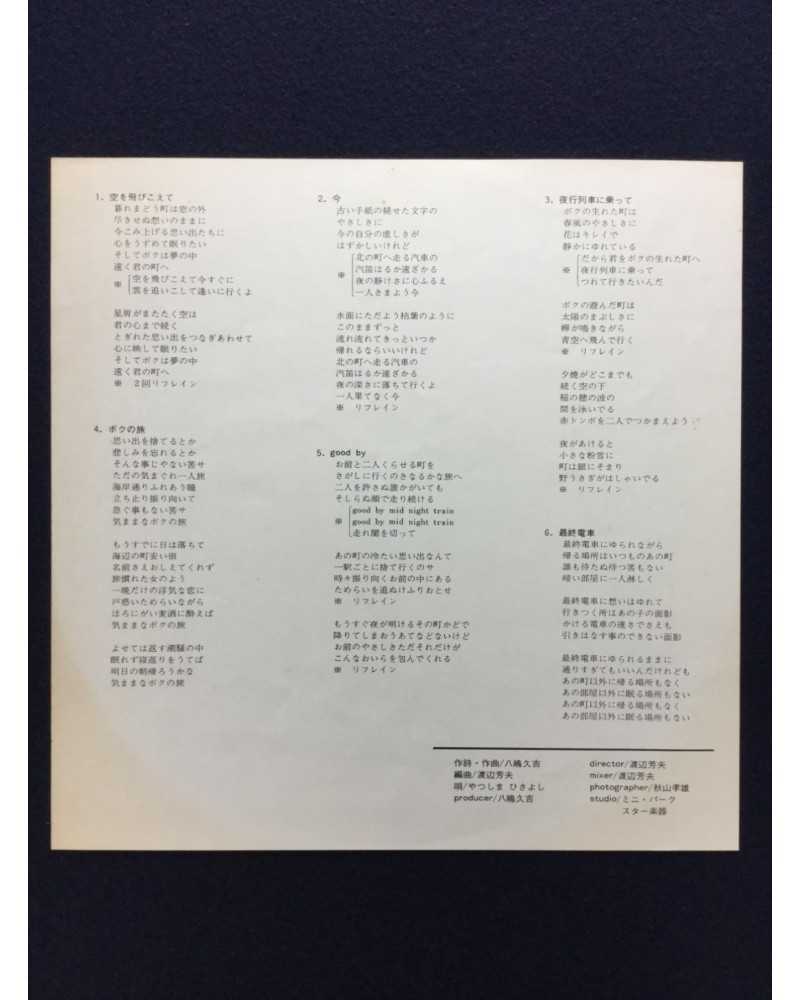 1. 空を飛びこえて
暮れまどう町は窓の外
尽きせぬ想いのままに
今こみ上げる思い出たちに
心をうずめて眠りたい
そしてボクは夢の中
遠く君の町へ
※ 空を飛びこえて今すぐに
雲を追いこして逢いに行くよ
星屑がまたたく空は
君の心まで続く
とぎれた思い出をつなぎあわせて
心に映して眠りたい
そしてボクは夢の中
遠く君の町へ
※ 2回リフレイン
2. 今
古い手紙の褪せた文字の
やさしさに
今の自分の虚しさが
はずかしいけれど
※ 北の町へ走る汽車の
汽笛はるか遠ざかる
夜の静けさに心ふるえ
一人さまよう今
水面にただよう枯葉のように
このままずっと
流れ流れてきっといつか
帰れるならいいけれど
北の町へ走る汽車の
汽笛はるか遠ざかる
夜の深さに落ちて行くよ
一人果てなく今
※ リフレイン
3. 夜行列車に乗って
ボクの生れた町は
春風のやさしさに
花はキレイで
静かにゆれている
※ だから君をボクの生れた町へ
夜行列車に乗って
つれて行きたいんだ
ボクの遊んだ町は
太陽のまぶしさに
蟬が鳴きながら
青空へ飛んで行く
※ リフレイン
夕焼がどこまでも
続く空の下
稲の穂の波の
間を泳いでる
赤トンボを二人でつかまえよう
夜があけると
小さな粉雪に
町は銀にそまり
野うさぎがはしゃいでる
※ リフレイン
4. ボクの旅
思い出を捨てるとか
悲しみを忘れるとか
そんな事じゃない答サ
ただの気まぐれ一人旅
海岸通りふれあう瞳
立ち止り振り向いて
急ぐ事もない答サ
気ままなボクの旅
もうすでに日は落ちて
海辺の町安い宿
名前さえおしえてくれず
旅慣れた女のよう
一晩だけの浮気な恋に
戸惑いためらいながら
ほろにがい麦酒に酔えば
気ままなボクの旅
よせては返す潮騒の中
眠れず寝返りをうてば
明日の朝帰ろうかな
気ままなボクの旅
5. good by
お前と二人くらせる町を
さがしに行くのさなるかな旅へ
二人を許さぬ誰かがいても
そしらぬ顔で走り続ける
※ good by mid night train
good by mid night train
走れ闇を切って
あの町の冷たい思い出なんて
一駅ごとに捨て行くのサ
時々振り向くお前の中にある
ためらいを追ぬけふりおとせ
※ リフレイン
もうすぐ夜が明けるその町かどで
降りてしまおうあてなどないけど
お前のやさしさただそれだけが
こんなおいらを包んでくれる
※ リフレイン
6. 最終電車
最終電車にゆられながら
帰る場所はいつものあの町
誰も待たぬ待つ答もない
暗い部屋に一人淋しく
最終電車に想いはゆれて
行きつく所はあの子の面影
かける電車の速さでさえも
引きはなす事のできない面影
最終電車にゆられるままに
通りすぎてもいいんだけれども
あの町以外に帰る場所もなく
あの部屋以外に眠る場所もない
あの町以外に帰る場所もなく
あの部屋以外に眠る場所もない
作詩・作曲/八嶋久吉
編曲/渡辺芳夫
唄/やつしま ひさよし
producer/八嶋久吉
director/渡辺芳夫
mixer/渡辺芳夫
photographer/秋山孝雄
studio/ミニ・パーク
スター楽器